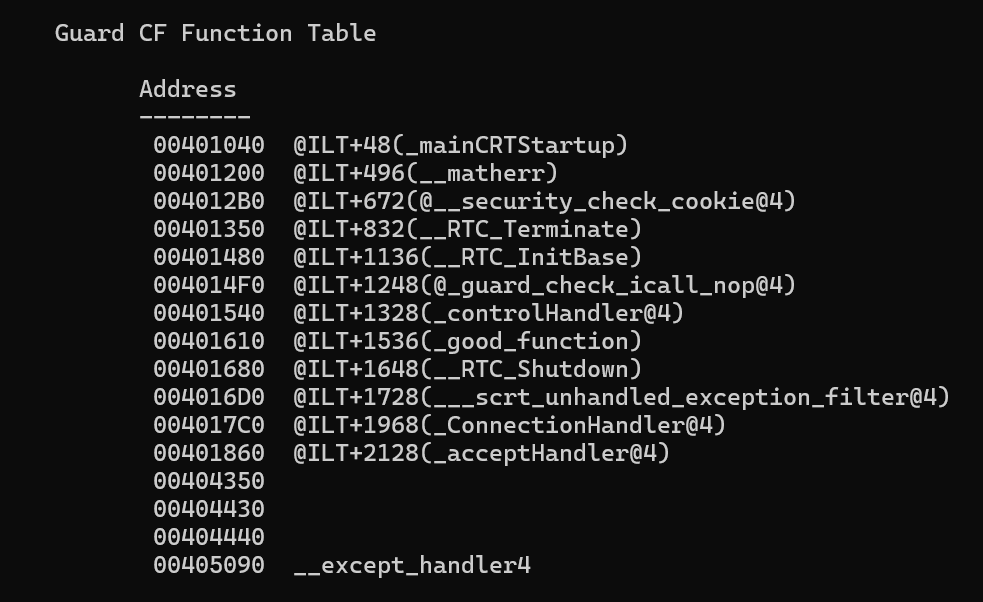 Guard CF Function Table
Address
--------
00401040 @ILT+48(_mainCRTStartup)
00401200 @ILT+496(__matherr)
004012B0 @ILT+672(@__security_check_cookie@4)
00401350 @ILT+832(__RTC_Terminate)
00401480 @ILT+1136(__RTC_InitBase)
004014F0 @ILT+1248(@_guard_check_icall_nop@4)
00401540 @ILT+1328(_controlHandler@4)
00401610 @ILT+1536(_good_function)
00401680 @ILT+1648(__RTC_Shutdown)
004016D0 @ILT+1728(___scrt_unhandled_exception_filter@4)
004017C0 @ILT+1968(_ConnectionHandler@4)
00401860 @ILT+2128(_acceptHandler@4)
00404350
00404430
00404440
00405090 __except_handler4